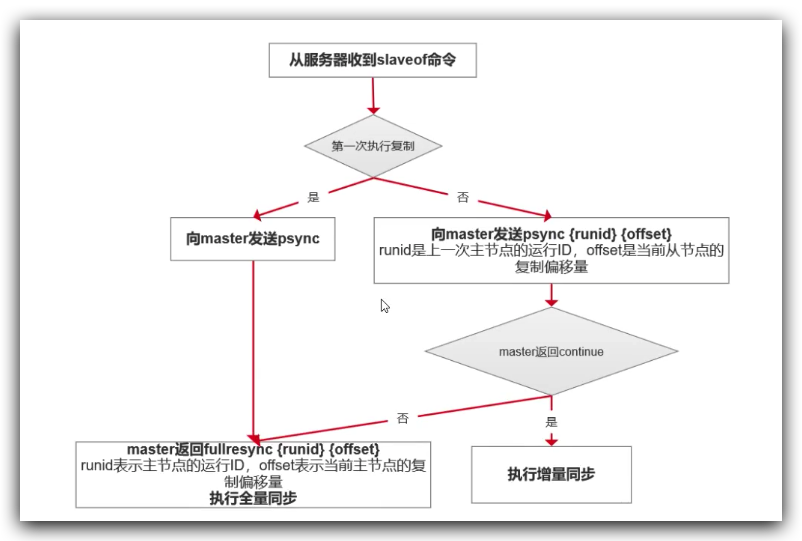 从服务器收到slaveof命令
第一次执行复制
是
否
向master发送psync
向master发送psync {runid} {offset}
runid是上一次主节点的运行ID，offset是当前从节点的
复制偏移量
master返回continue
否
是
master返回fullresync {runid} {offset}
runid表示主节点的运行ID，offset表示当前主节点的复
制偏移量
执行全量同步
执行增量同步